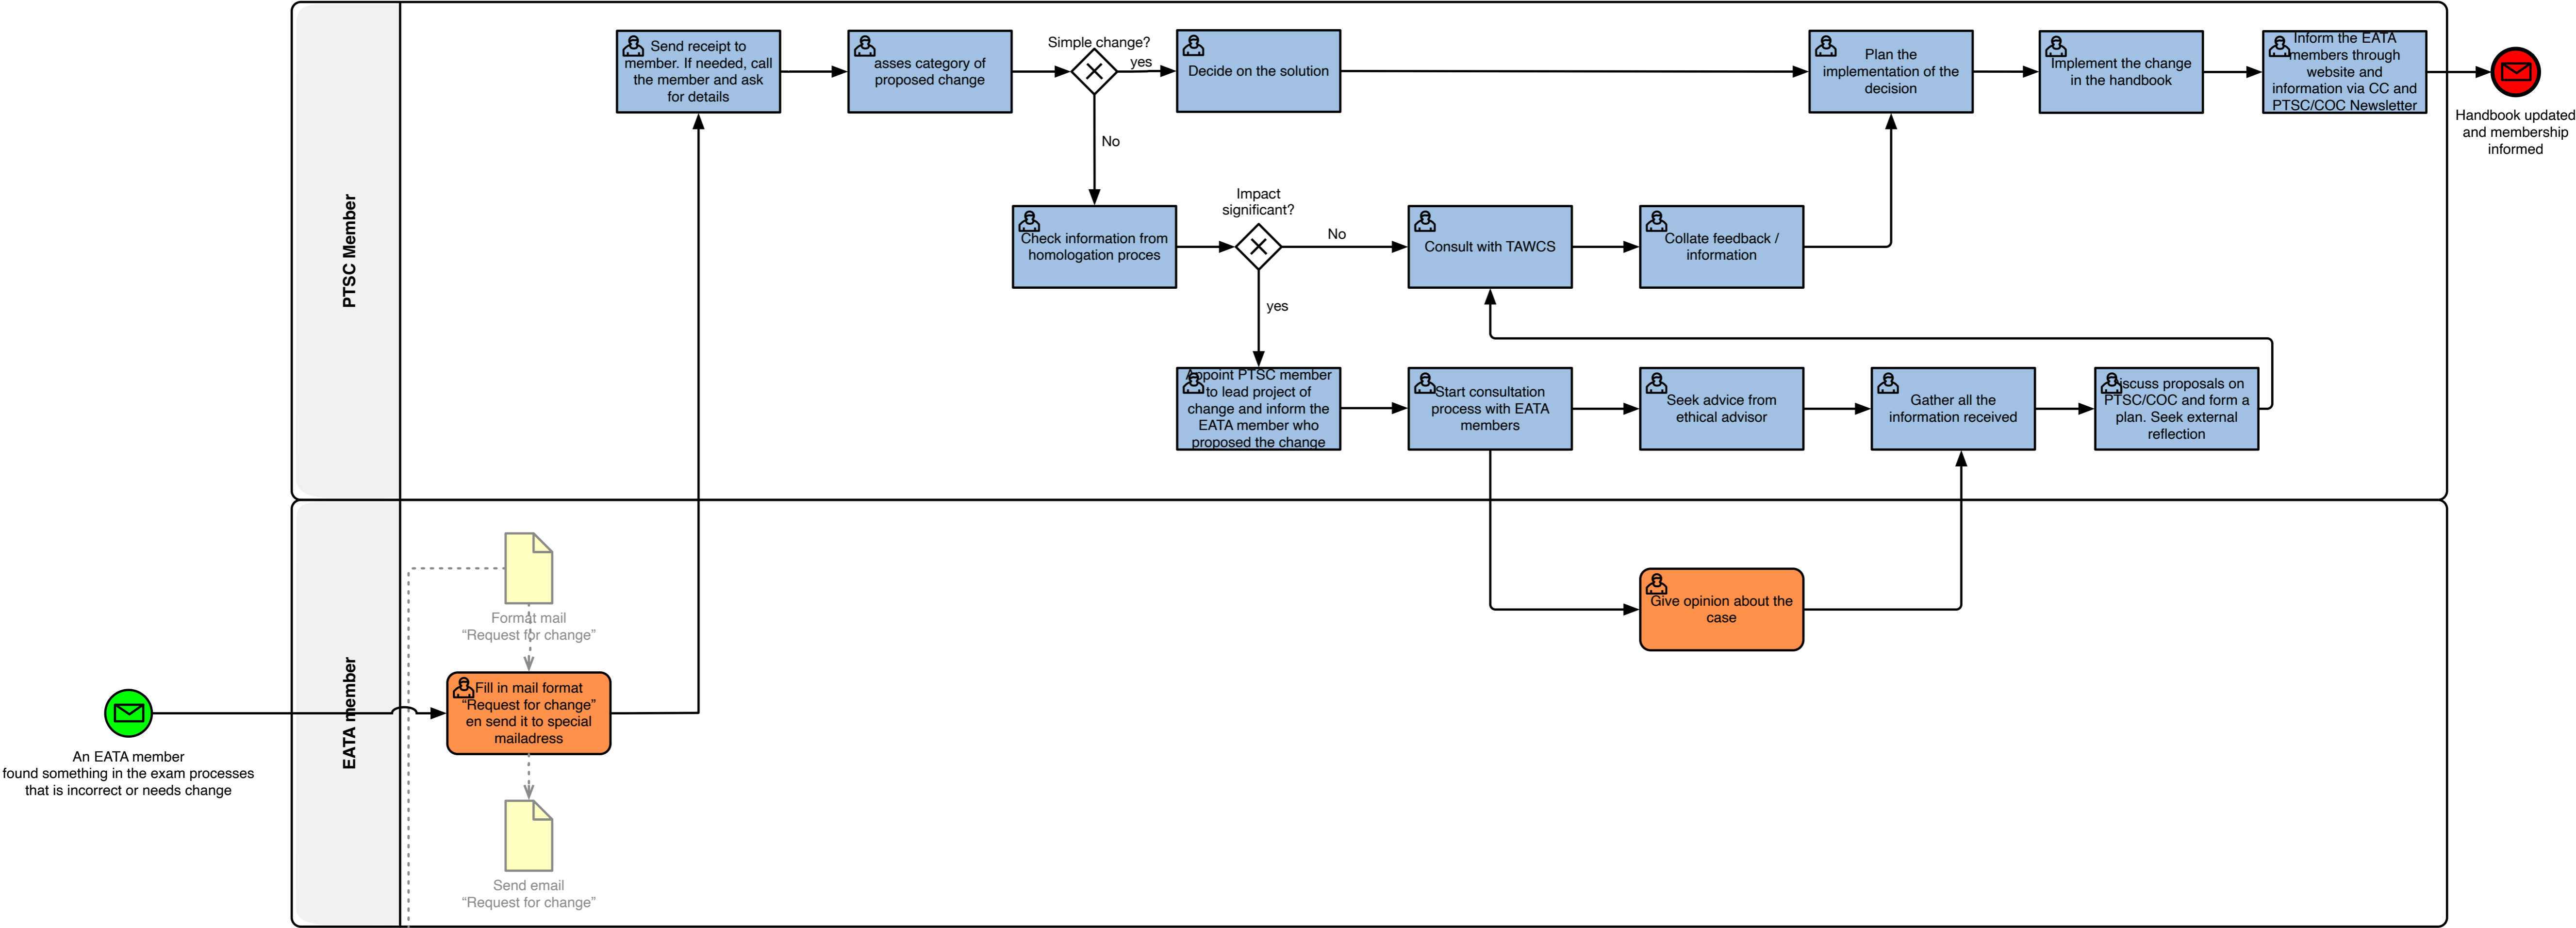 PTSC Member
Send receipt to
member. If needed, call
the member and ask
for details
asses category of
proposed change
Simple change?
yes
No
Decide on the solution
Plan the
implementation of the
decision
Implement the change
in the handbook
Inform the EATA
members through
website and
information via CC and
PTSC/COC Newsletter
Handbook updated
and membership
informed
Check information from
homologation proces
Impact
significant?
No
yes
Consult with TAWCS
Collate feedback /
information
Appoint PTSC member
to lead project of
change and inform the
EATA member who
proposed the change
Start consultation
process with EATA
members
Seek advice from
ethical advisor
Gather all the
information received
Discuss proposals on
PTSC/COC and form a
plan. Seek external
reflection
EATA member
Format mail
“Request for change”
Give opinion about the
case
Fill in mail format
“Request for change”
en send it to special
mailadress
An EATA member
found something in the exam processes
that is incorrect or needs change
Send email
“Request for change”